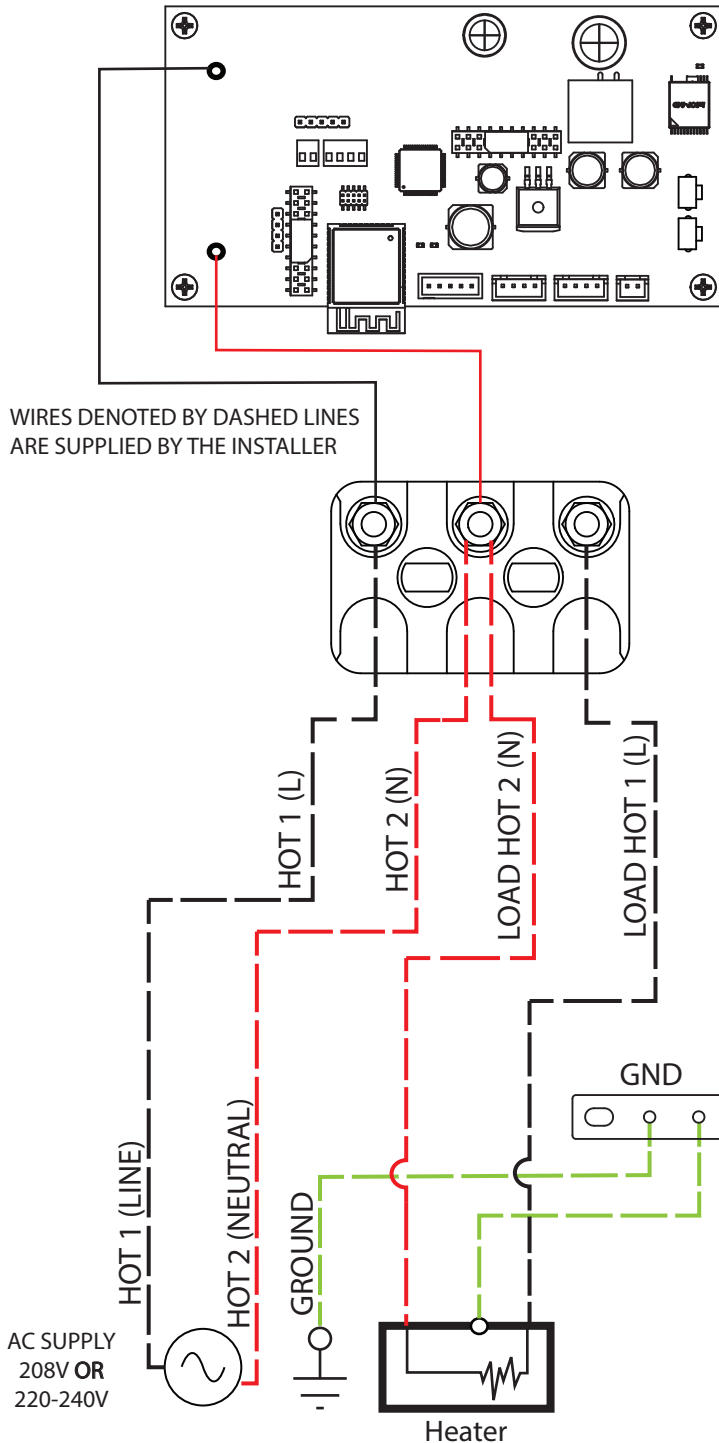 WIRES DENOTED BY DASHED LINES
ARE SUPPLIED BY THE INSTALLER
HOT 1 (L)
HOT 2 (N)
LOAD HOT 2 (N)
LOAD HOT 1 (L)
GND
HOT 1 (LINE)
HOT 2 (NEUTRAL)
GROUND
AC SUPPLY
208V OR
220-240V
Heater